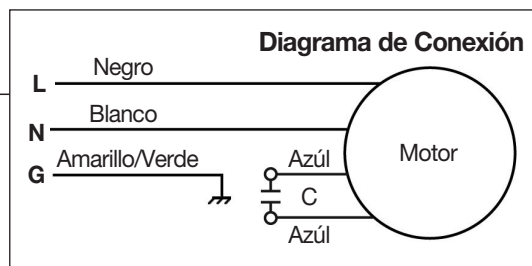 Diagrama de Conexión
L Negro
N Blanco
G Amarillo/Verde
Azúl
C
Azúl
Motor